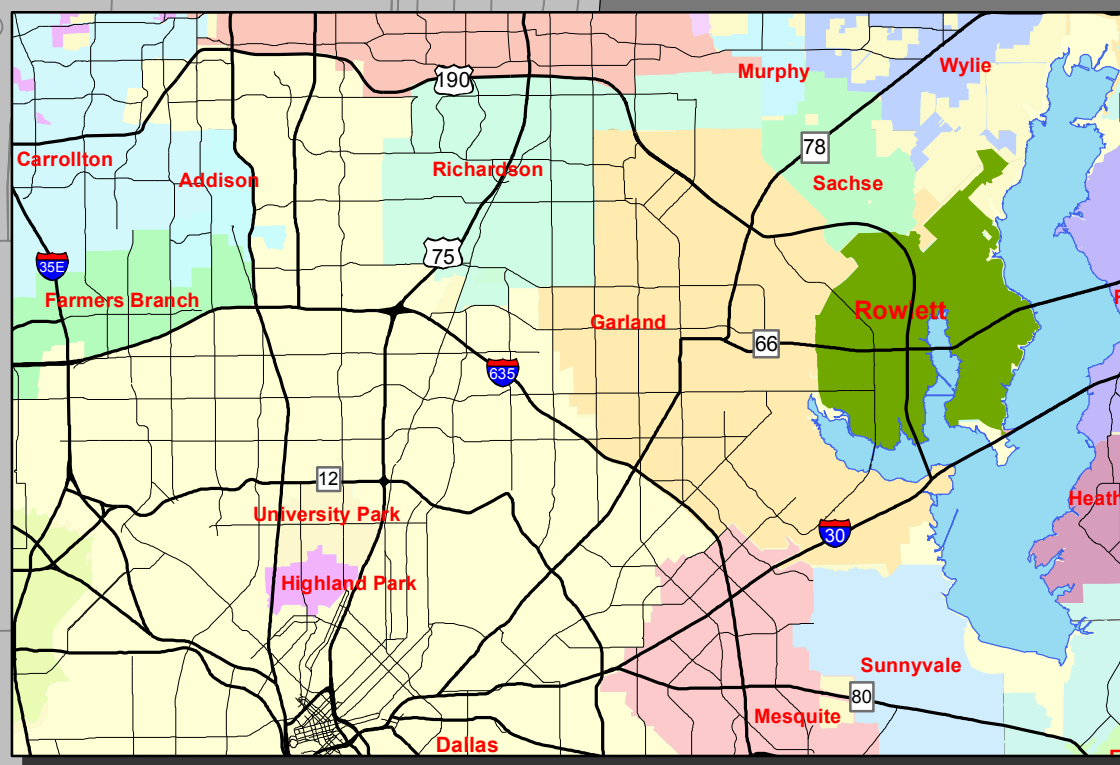 190
Murphy
Wylie
Carrollton
Addison
Richardson
78
Sachse
35E
75
Farmers Branch
Garland
Rowlett
66
635
12
University Park
Heath
30
Highland Park
Sunnyvale
80
Mesquite
Dallas